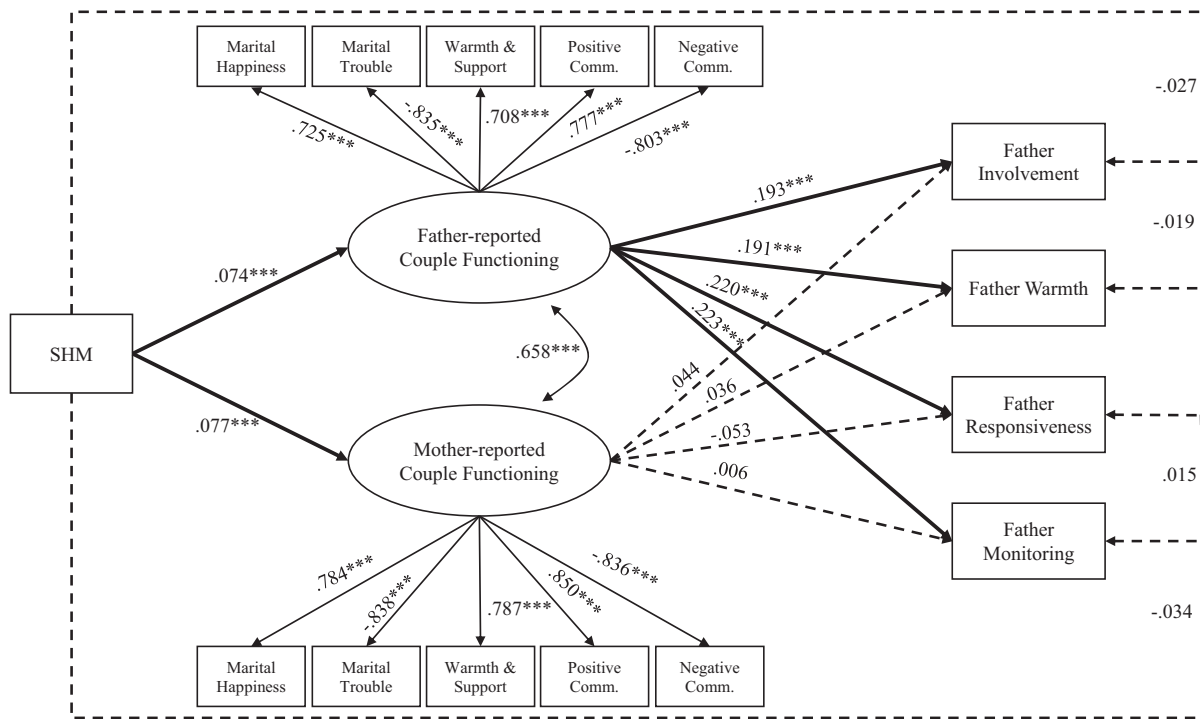 Marital
Happiness
Marital
Trouble
Warmth &
Support
Positive
Comm.
Negative
Comm.
.725***
-.835***
.708***
.777***
-.803***
-.027
Father
Involvement
.193***
-.019
Father-reported
Couple Functioning
.191***
.074***
.220***
Father Warmth
.223***
SHM
.658***
.044
.036
Father
Responsiveness
.077***
-.053
Mother-reported
Couple Functioning
.006
.015
Father
Monitoring
.784***
-.838***
.787***
.850***
-.836***
-.034
Marital
Happiness
Marital
Trouble
Warmth &
Support
Positive
Comm.
Negative
Comm.